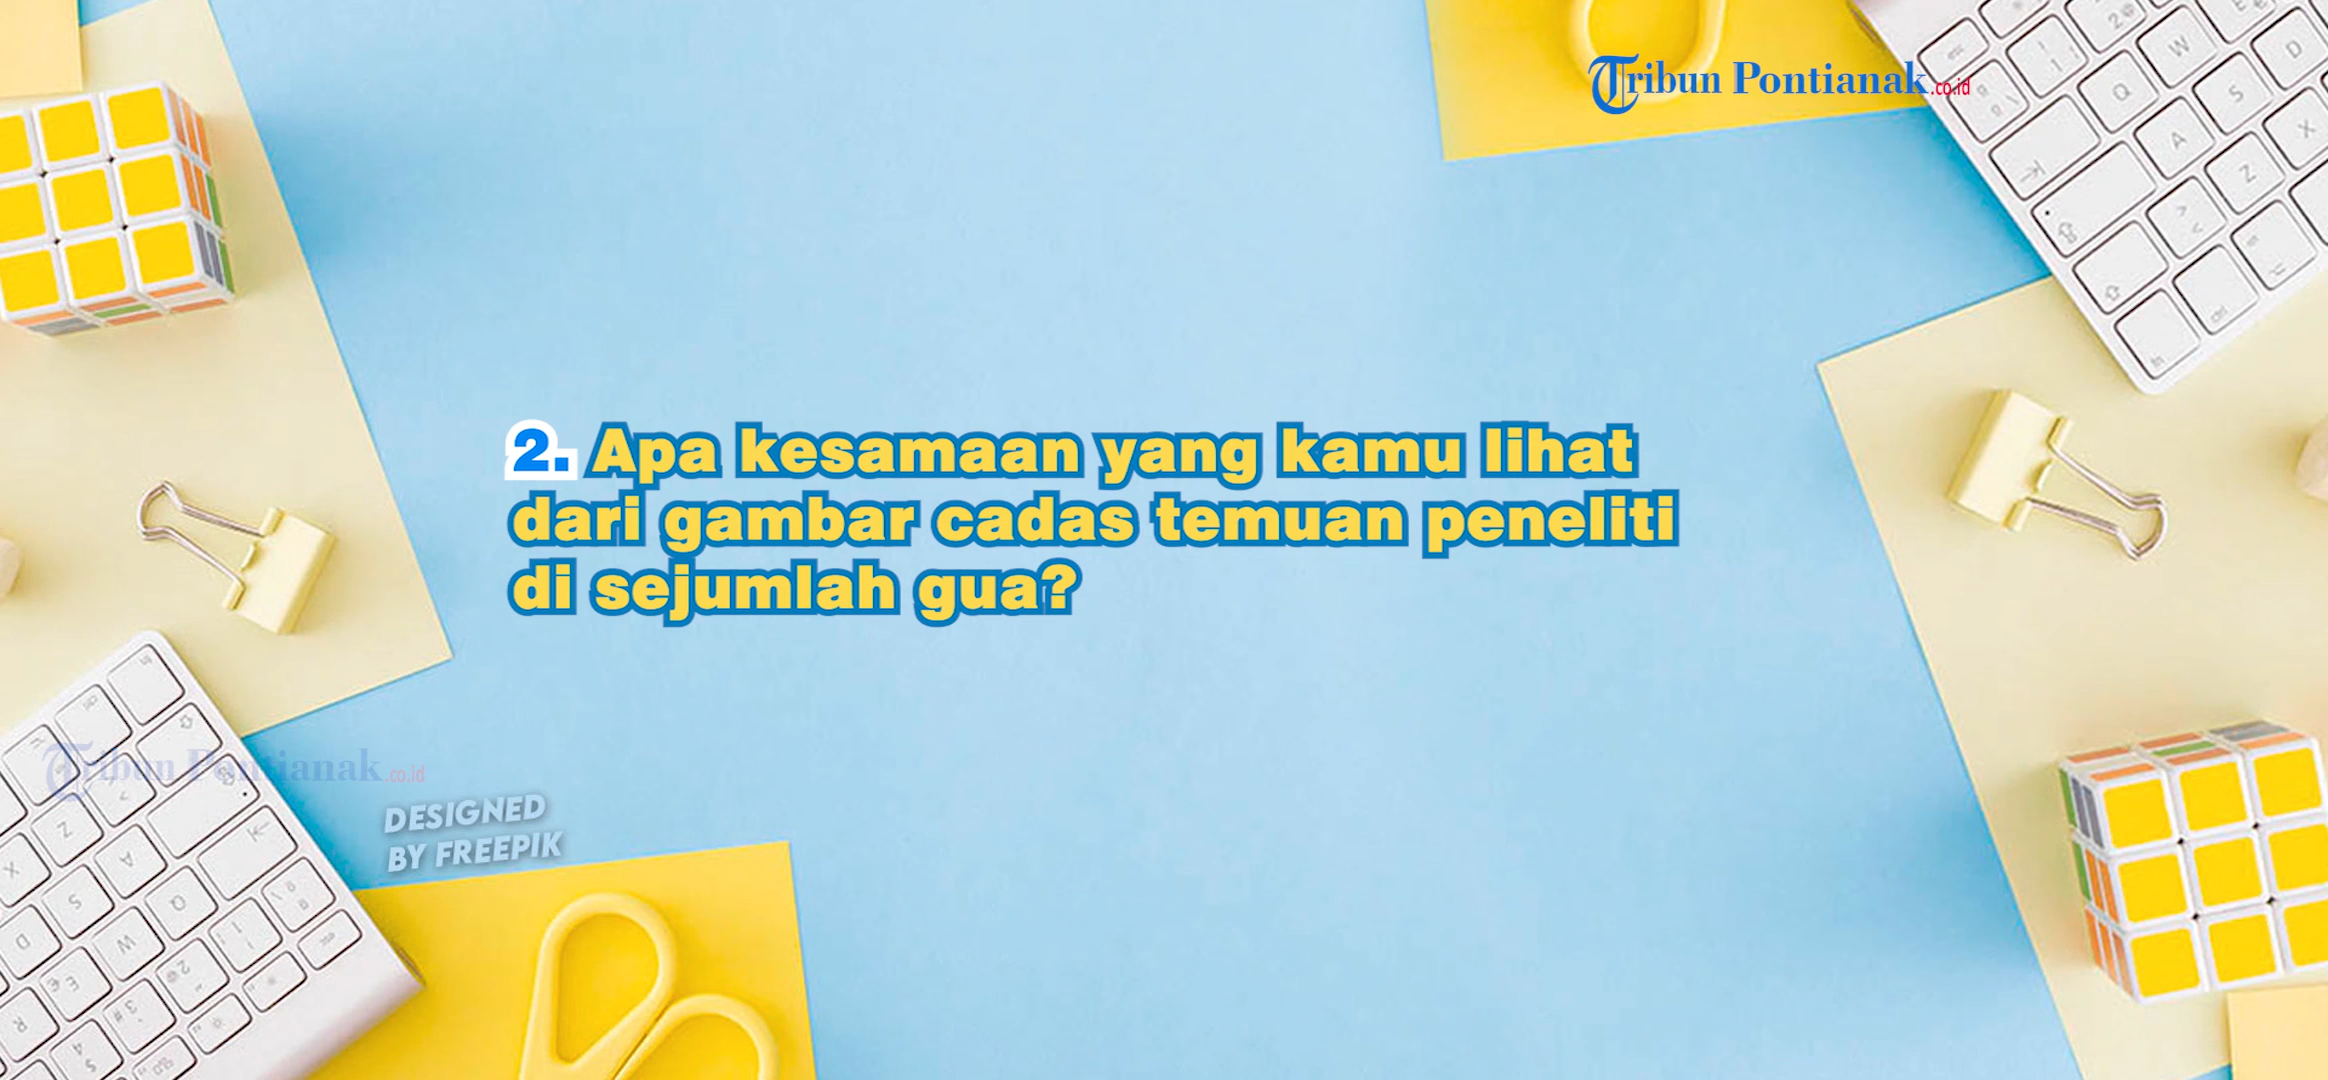 Tribun Pontianak.co.id
2. Apa kesamaan yang kamu lihat
dari gambar cadas temuan peneliti
di sejumlah gua?
Tribun Pontianak.co.id
DESIGNED
BY FREEPIK